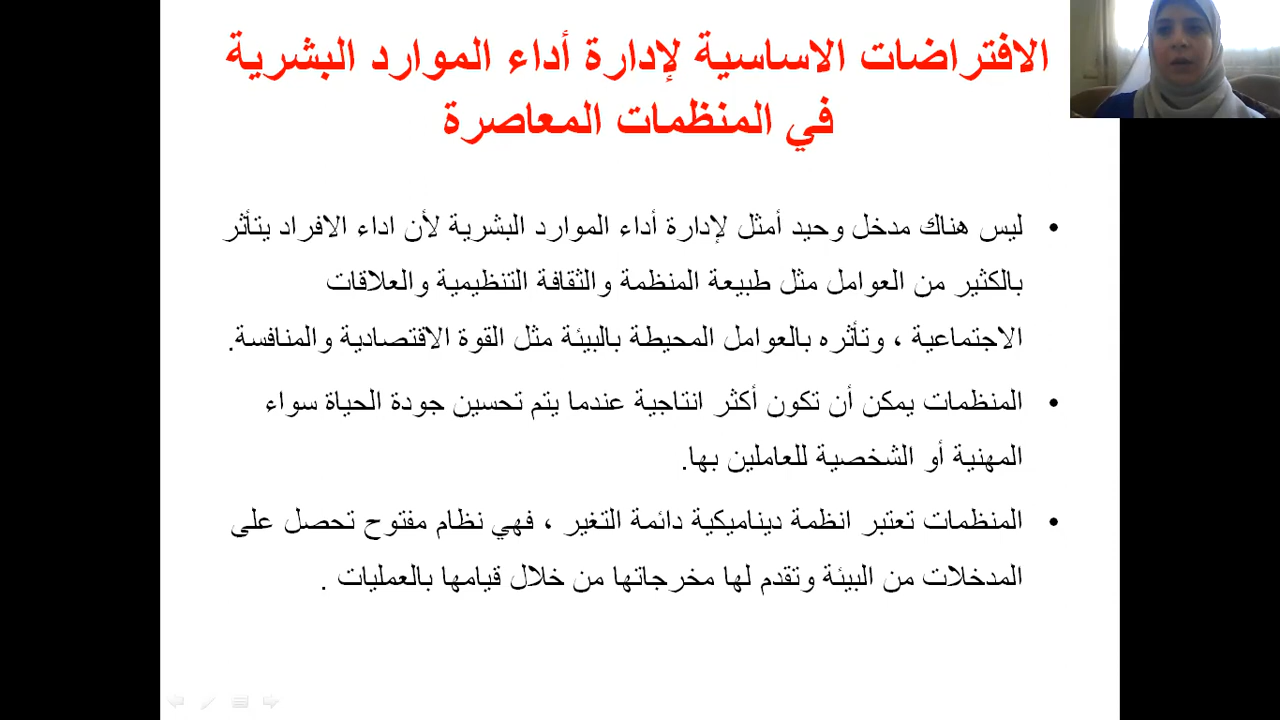 الافتراضات الاساسية لإدارة أداء الموارد البشرية
في المنظمات المعاصرة
• ليس هناك مدخل وحيد أمثل لإدارة أداء الموارد البشرية لأن اداء الافراد يتأثر
بالكثير من العوامل مثل طبيعة المنظمة والثقافة التنظيمية والعلاقات
الاجتماعية ، وتأثره بالعوامل المحيطة بالبيئة مثل القوة الاقتصادية والمنافسة.
• المنظمات يمكن أن تكون أكثر انتاجية عندما يتم تحسين جودة الحياة سواء
المهنية أو الشخصية للعاملين بها.
• المنظمات تعتبر انظمة ديناميكية دائمة التغير ، فهي نظام مفتوح تحصل على
المدخلات من البيئة وتقدم لها مخرجاتها من خلال قيامها بالعمليات .